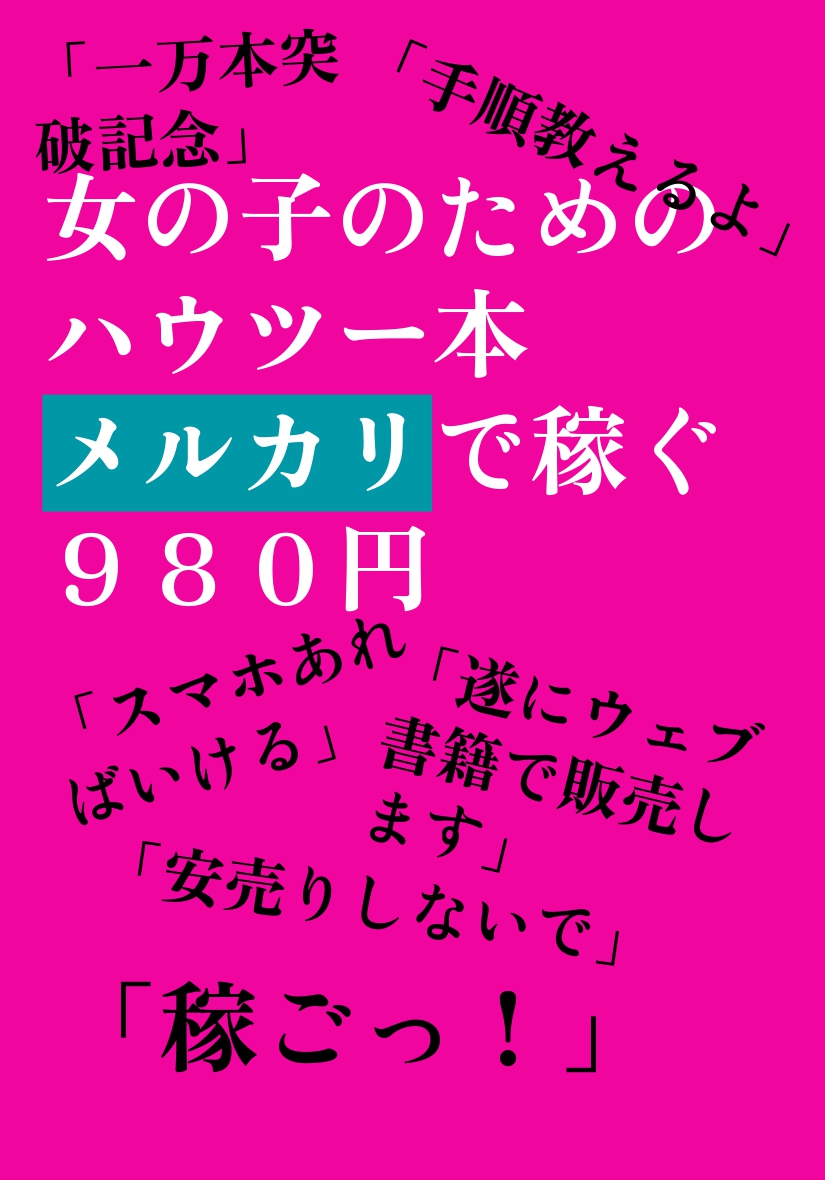 「一万本突
破記念」
「手順教えるよ」
女の子のための
ハウツー本
メルカリで稼ぐ
９８０円
「スマホあれ
ばいける」
「遂にウェブ
書籍で販売し
ます」
「安売りしないで」
「稼ごっ！」